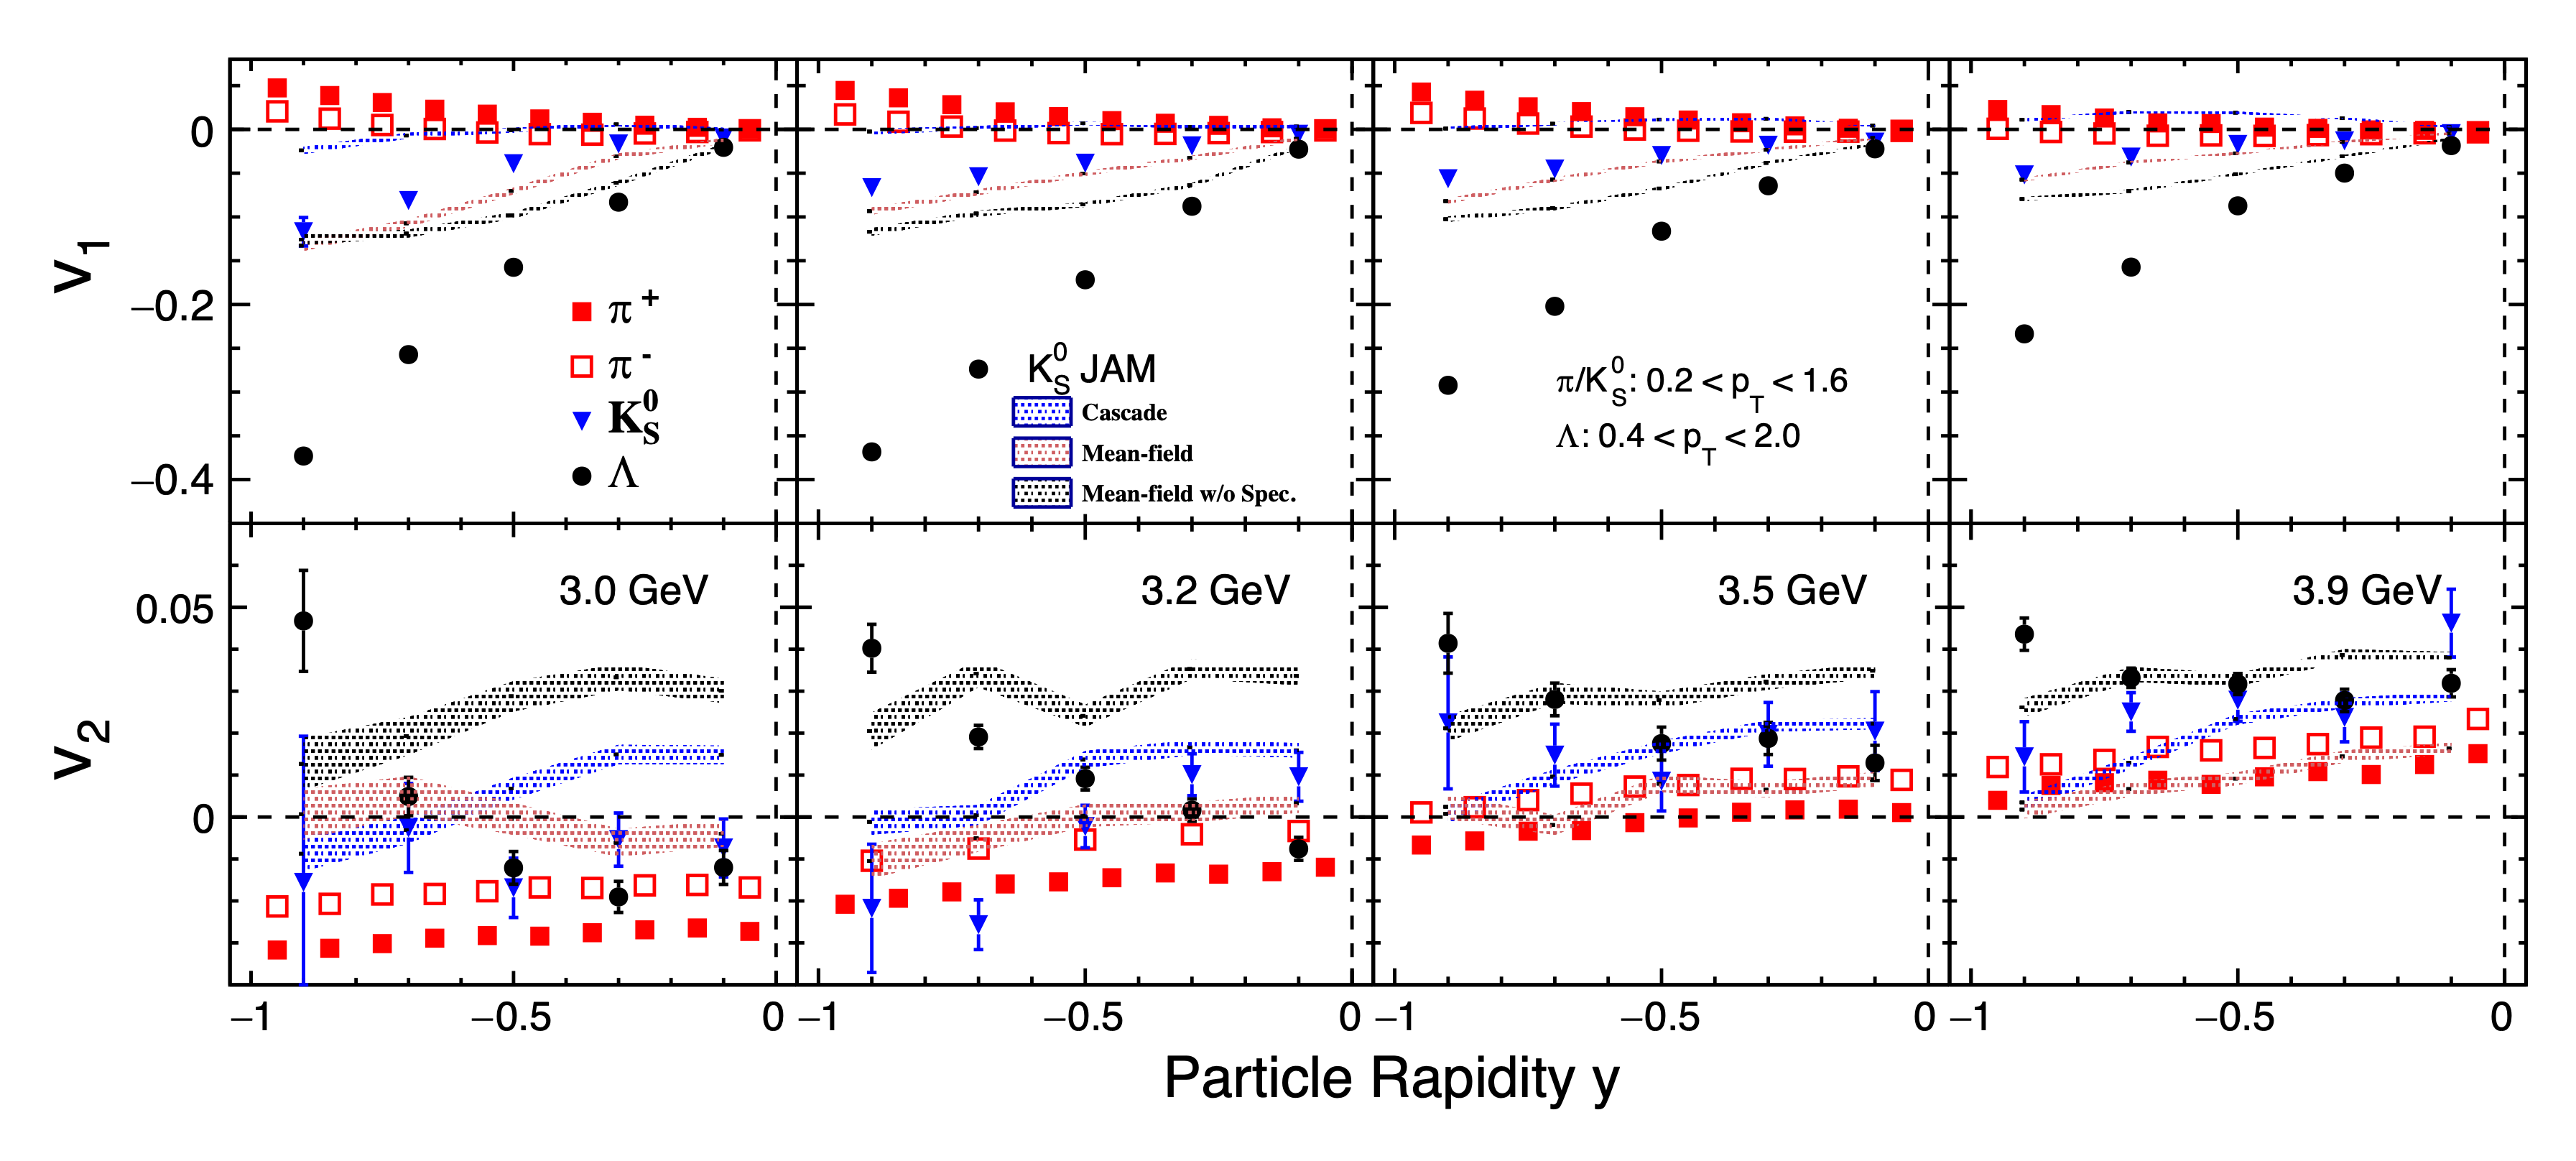 V1
0
−0.2
−0.4
π+
π-
K0S
Λ
K0S JAM
Cascade
Mean-field
Mean-field w/o Spec.
π/K0S: 0.2 < pT < 1.6
Λ: 0.4 < pT < 2.0
V2
0.05
0
3.0 GeV
3.2 GeV
3.5 GeV
3.9 GeV
−1 −0.5 0 −1 −0.5 0 −1 −0.5 0 −1 −0.5 0
Particle Rapidity y